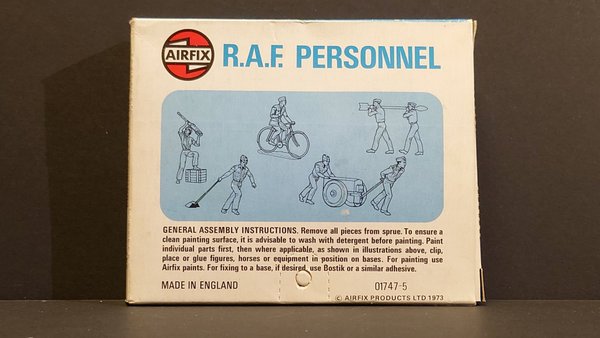 AIRFIX
R.A.F. PERSONNEL
GENERAL ASSEMBLY INSTRUCTIONS. Remove all pieces from sprue. To ensure a
clean painting surface, it is advisable to wash with detergent before painting. Paint
individual parts first, then where applicable, as shown in illustrations above, clip,
place or glue figures, horses or equipment in position on bases. For painting use
Airfix paints. For fixing to a base, if desired, use Bostik or a similar adhesive.
MADE IN ENGLAND
01747-5
© AIRFIX PRODUCTS LTD 1973